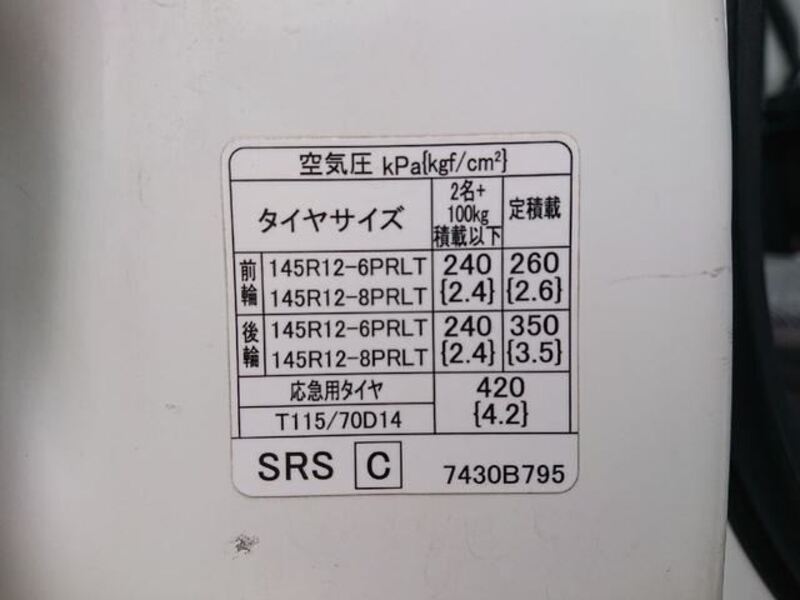 空気圧 kPa{kgf/cm²}
タイヤサイズ
2名+
100kg
積載以下
定積載
前輪
145R12-6PRLT
145R12-8PRLT
240
{2.4}
260
{2.6}
後輪
145R12-6PRLT
145R12-8PRLT
240
{2.4}
350
{3.5}
応急用タイヤ
T115/70D14
420
{4.2}
SRS C 7430B795